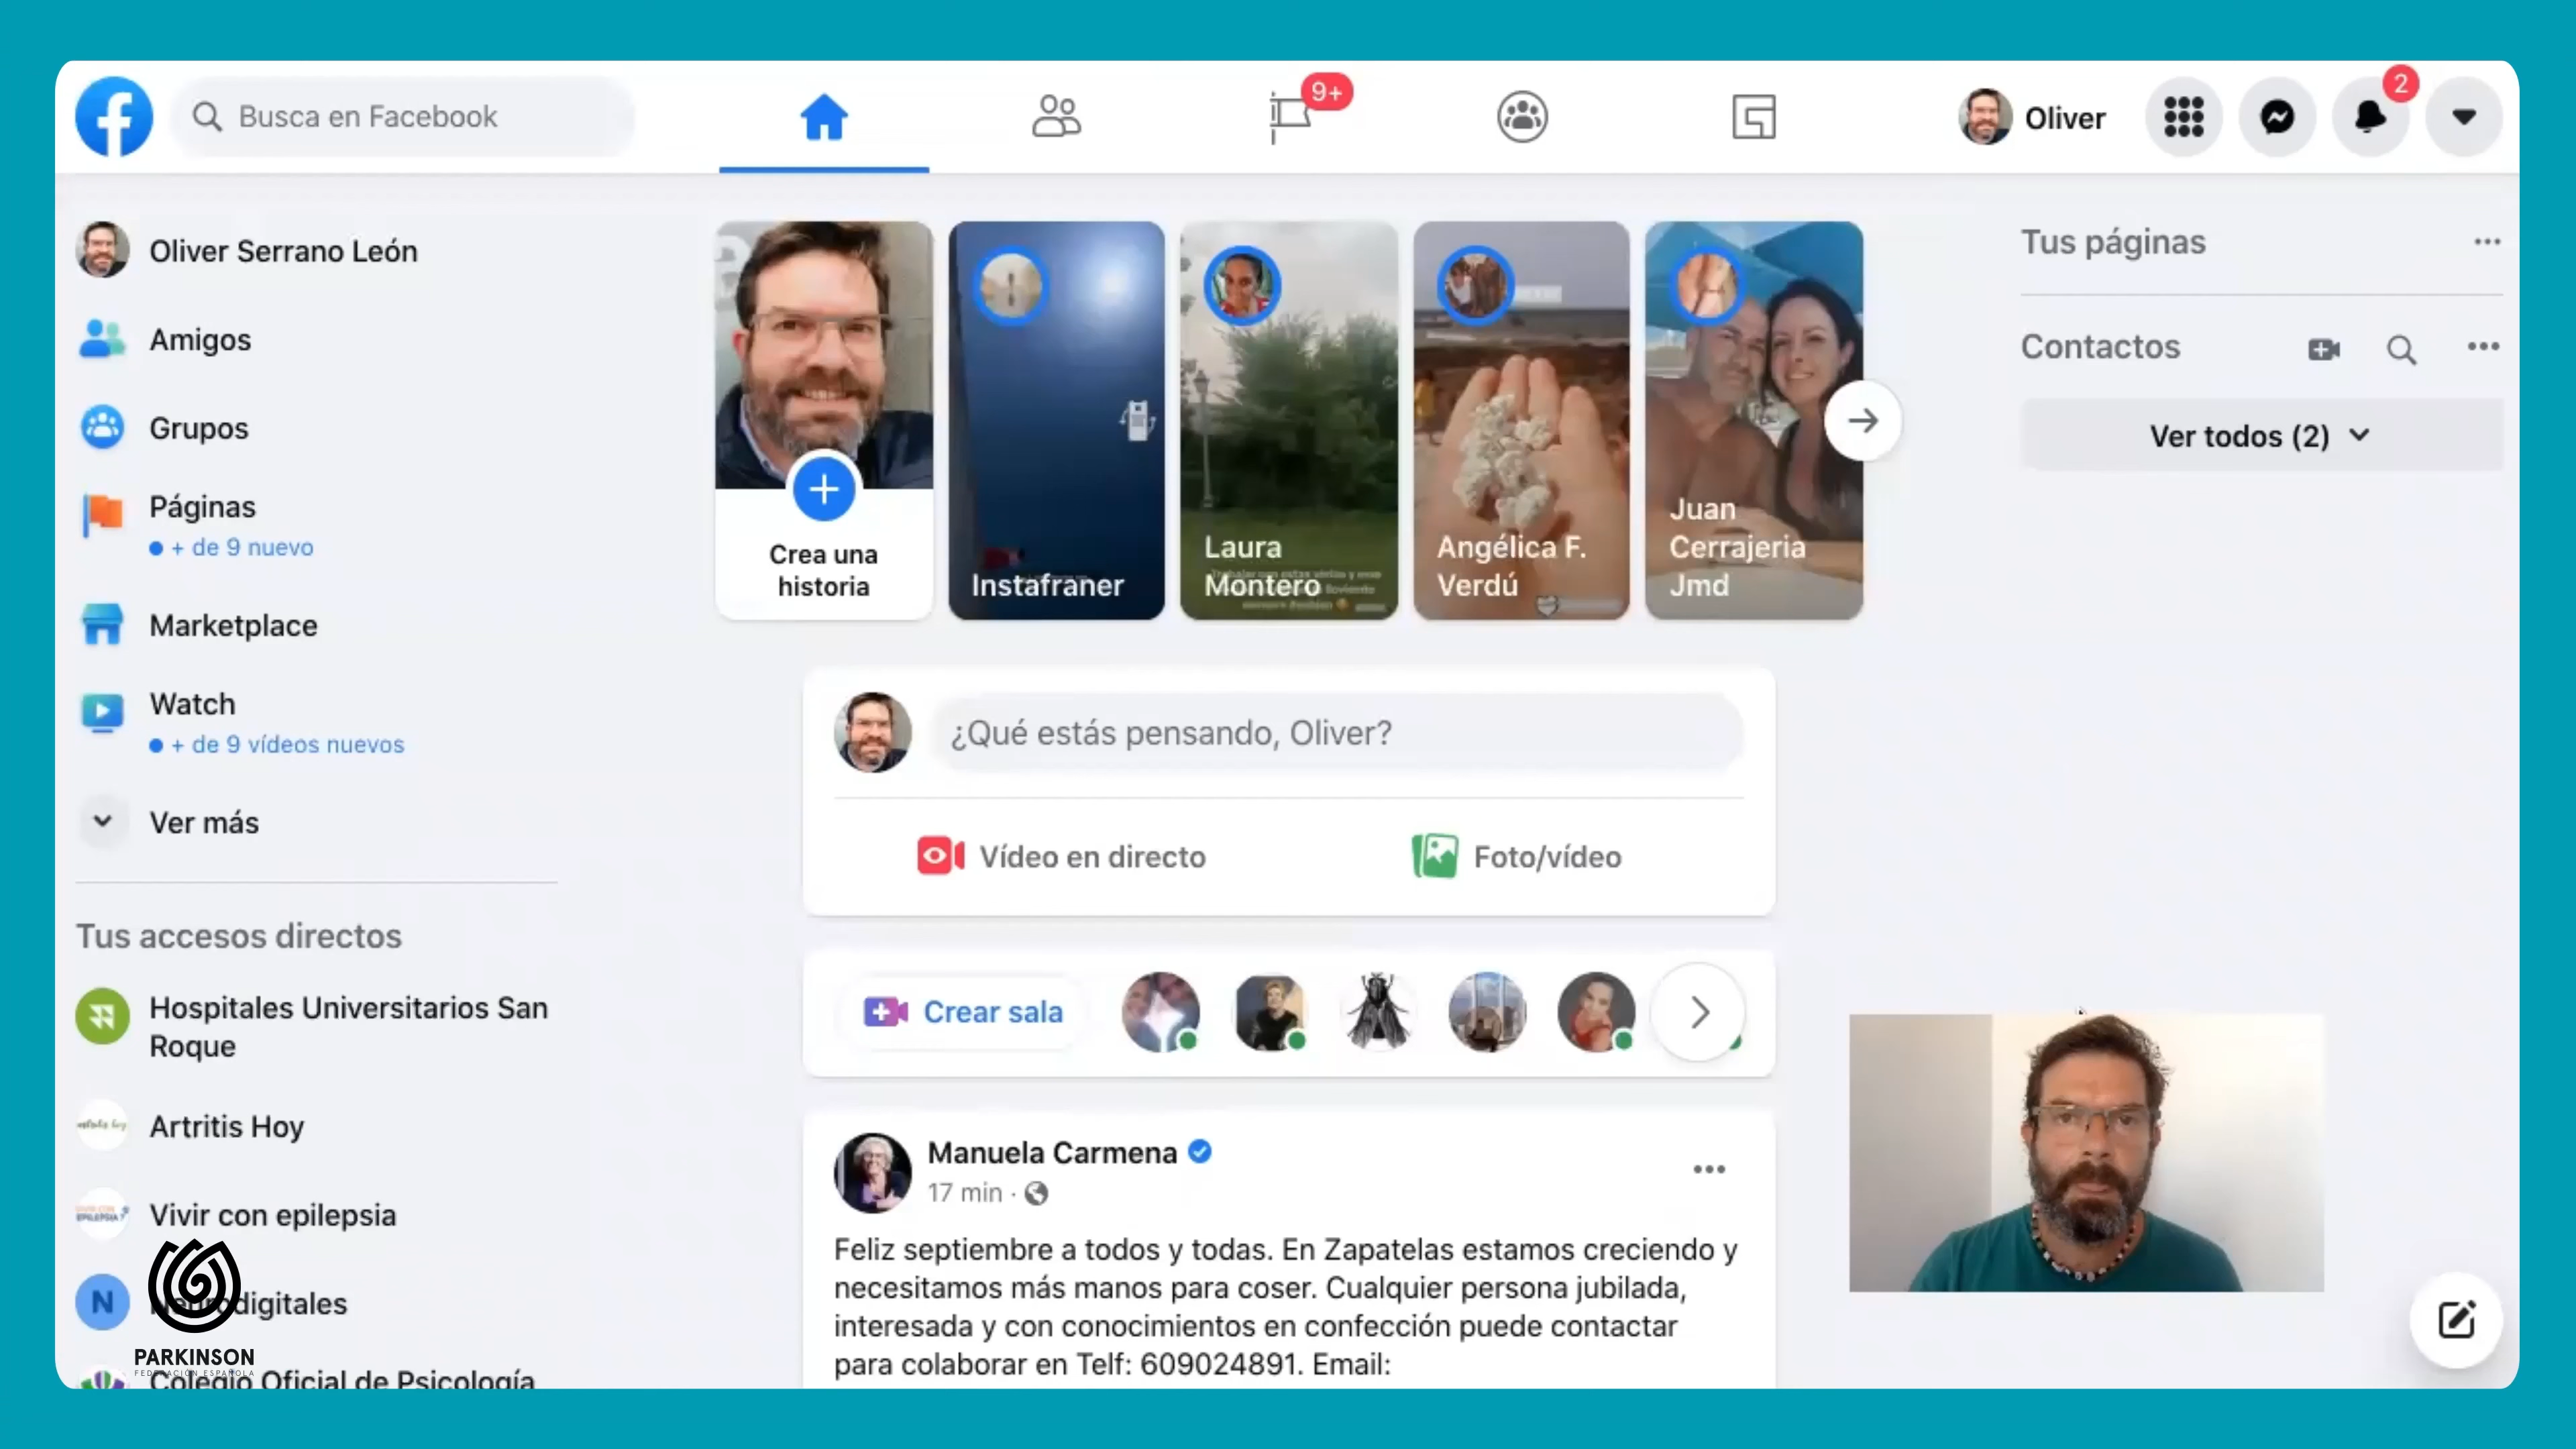 Busca en Facebook
9+
Oliver
2
Oliver Serrano León
Amigos
Grupos
Páginas
+ de 9 nuevo
Marketplace
Watch
+ de 9 vídeos nuevos
Ver más
Tus accesos directos
Hospitales Universitarios San
Roque
Artritis Hoy
Vivir con epilepsia
N
Neurodigitales
PARKINSON
FEDERACIÓN ESPAÑOLA
Colegio Oficial de Psicología
Crea una
historia
Instafraner
Laura
Montero
Angélica F.
Verdú
Juan
Cerrajeria
Jmd
¿Qué estás pensando, Oliver?
Vídeo en directo
Foto/vídeo
Crear sala
Manuela Carmena
17 min ·
Feliz septiembre a todos y todas. En Zapatelas estamos creciendo y
necesitamos más manos para coser. Cualquier persona jubilada,
interesada y con conocimientos en confección puede contactar
para colaborar en Telf: 609024891. Email:
Tus páginas
Contactos
Ver todos (2)